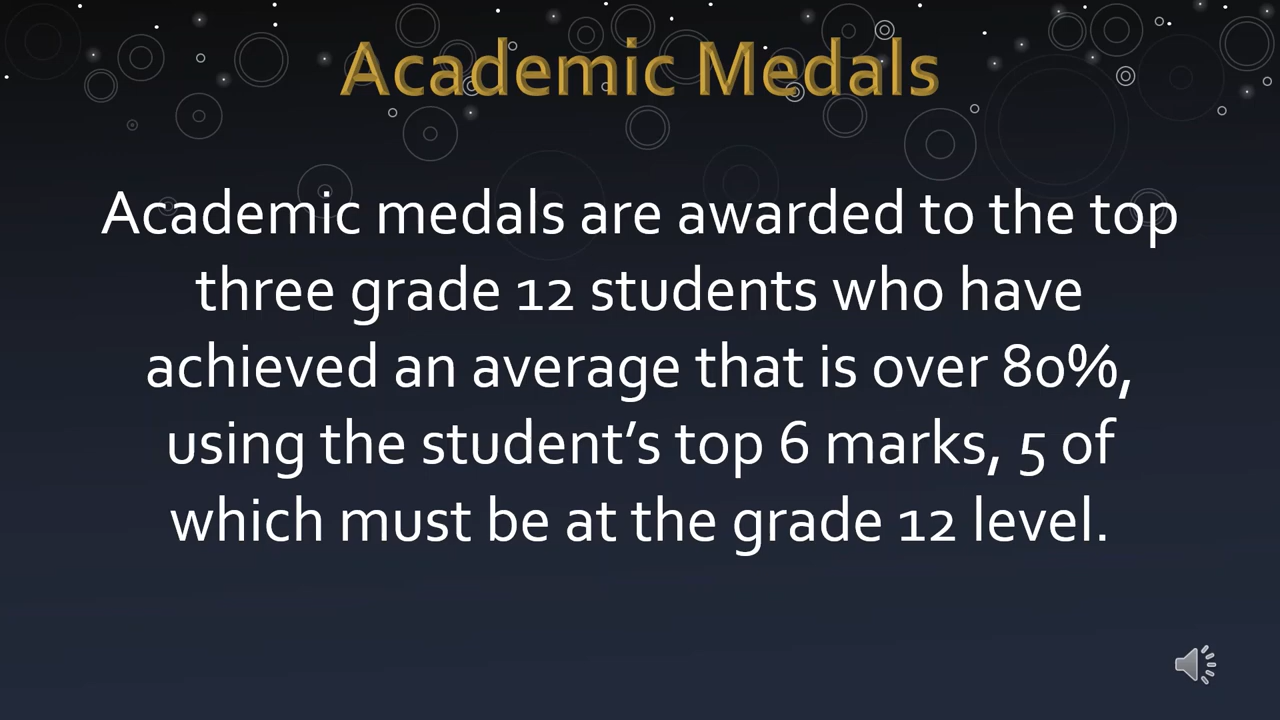 Academic Medals
Academic medals are awarded to the top
three grade 12 students who have
achieved an average that is over 80%,
using the student’s top 6 marks, 5 of
which must be at the grade 12 level.